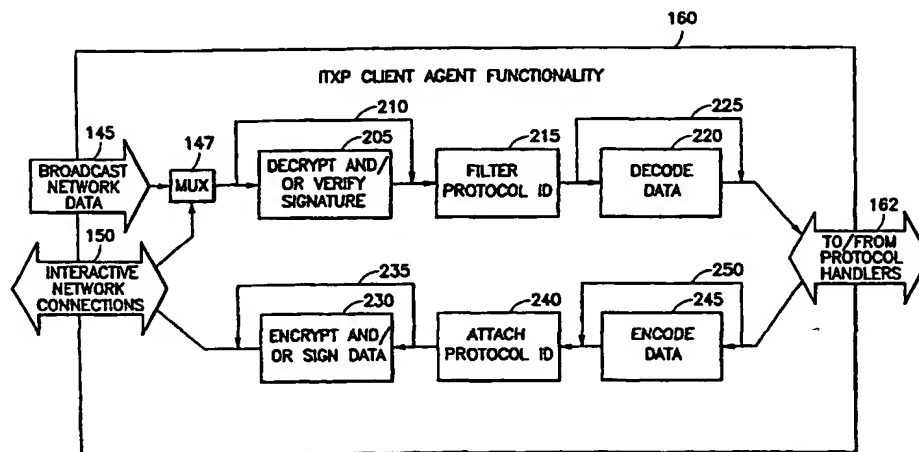 160
ITXP CLIENT AGENT FUNCTIONALITY
145
BROADCAST
NETWORK
DATA
147
MUX
210
205
DECRYPT AND/
OR VERIFY
SIGNATURE
215
FILTER
PROTOCOL ID
225
220
DECODE
DATA
162
TO/FROM
PROTOCOL
HANDLERS
150
INTERACTIVE
NETWORK
CONNECTIONS
235
230
ENCRYPT AND/
OR SIGN DATA
240
ATTACH
PROTOCOL ID
250
245
ENCODE
DATA